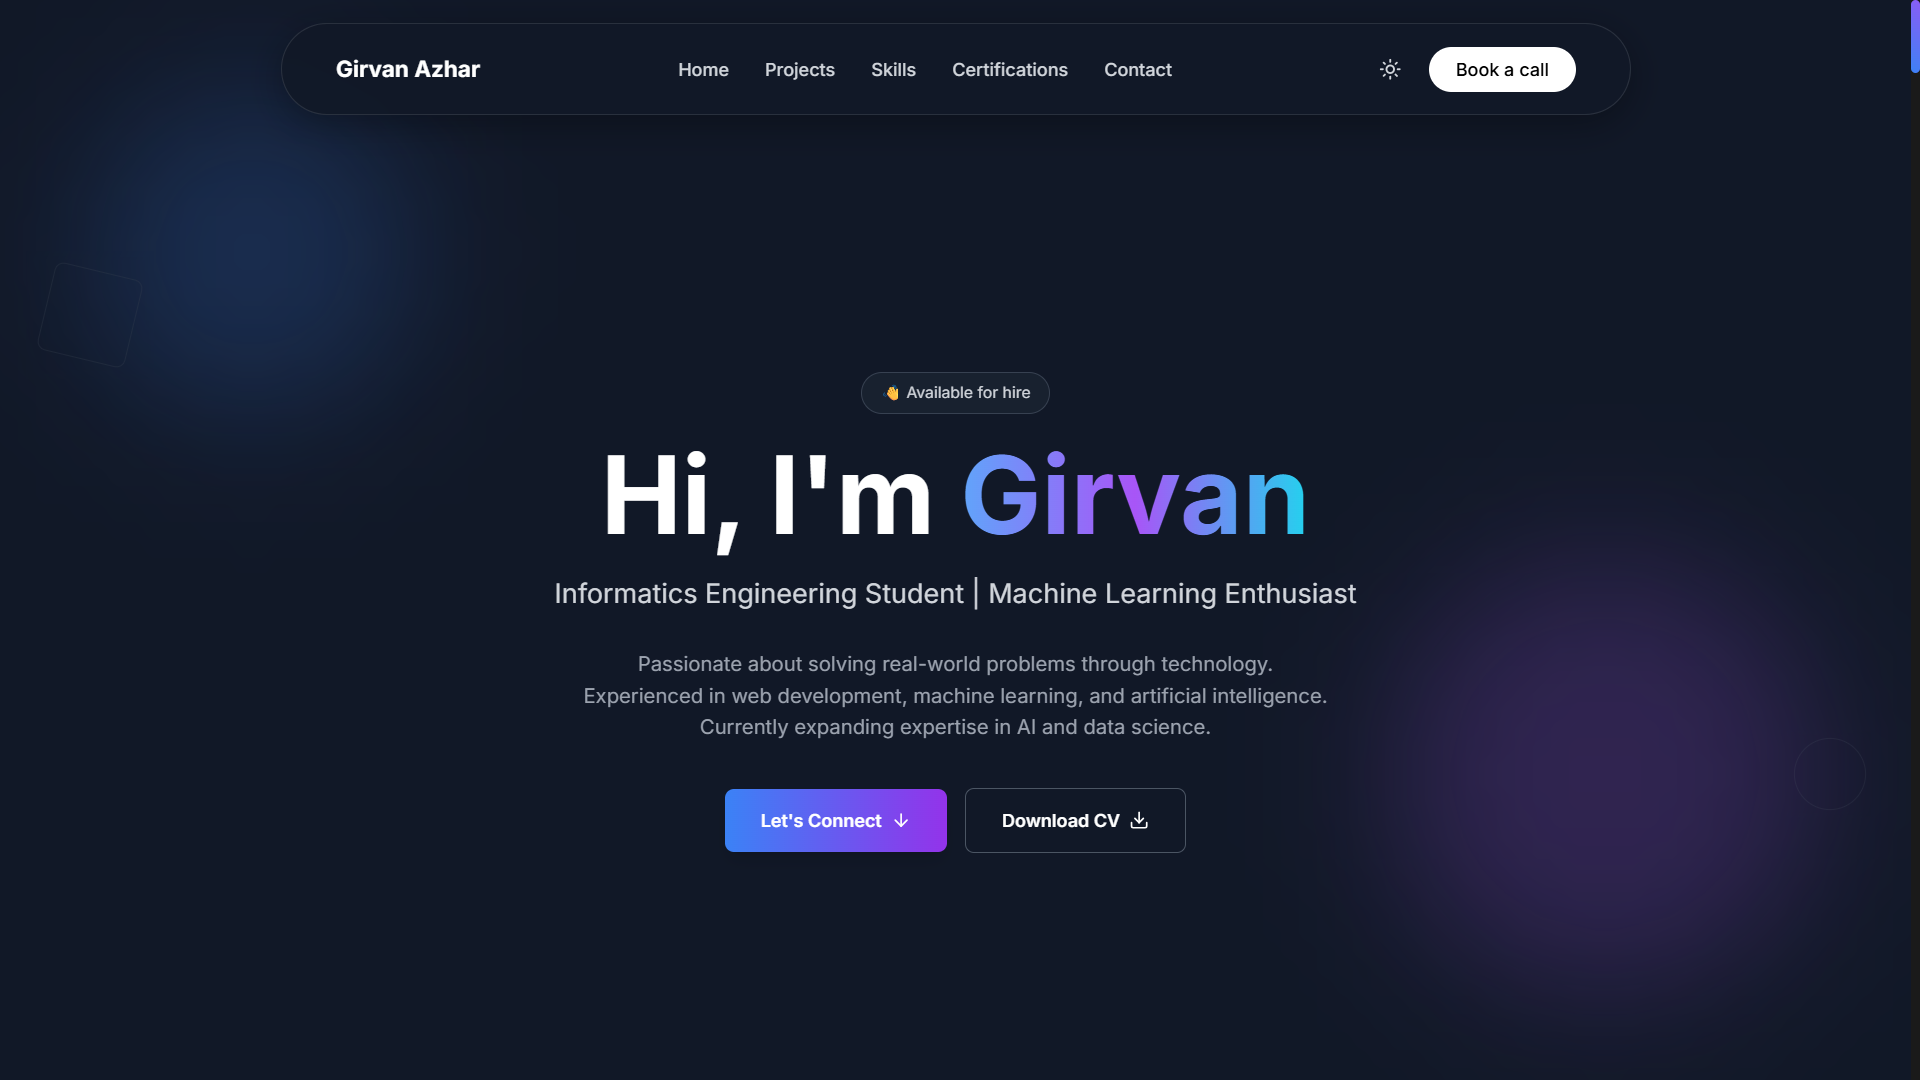 Girvan Azhar
Home Projects Skills Certifications Contact
Book a call
👋 Available for hire
Hi, I'm Girvan
Informatics Engineering Student | Machine Learning Enthusiast
Passionate about solving real-world problems through technology.
Experienced in web development, machine learning, and artificial intelligence.
Currently expanding expertise in AI and data science.
Let's Connect
Download CV